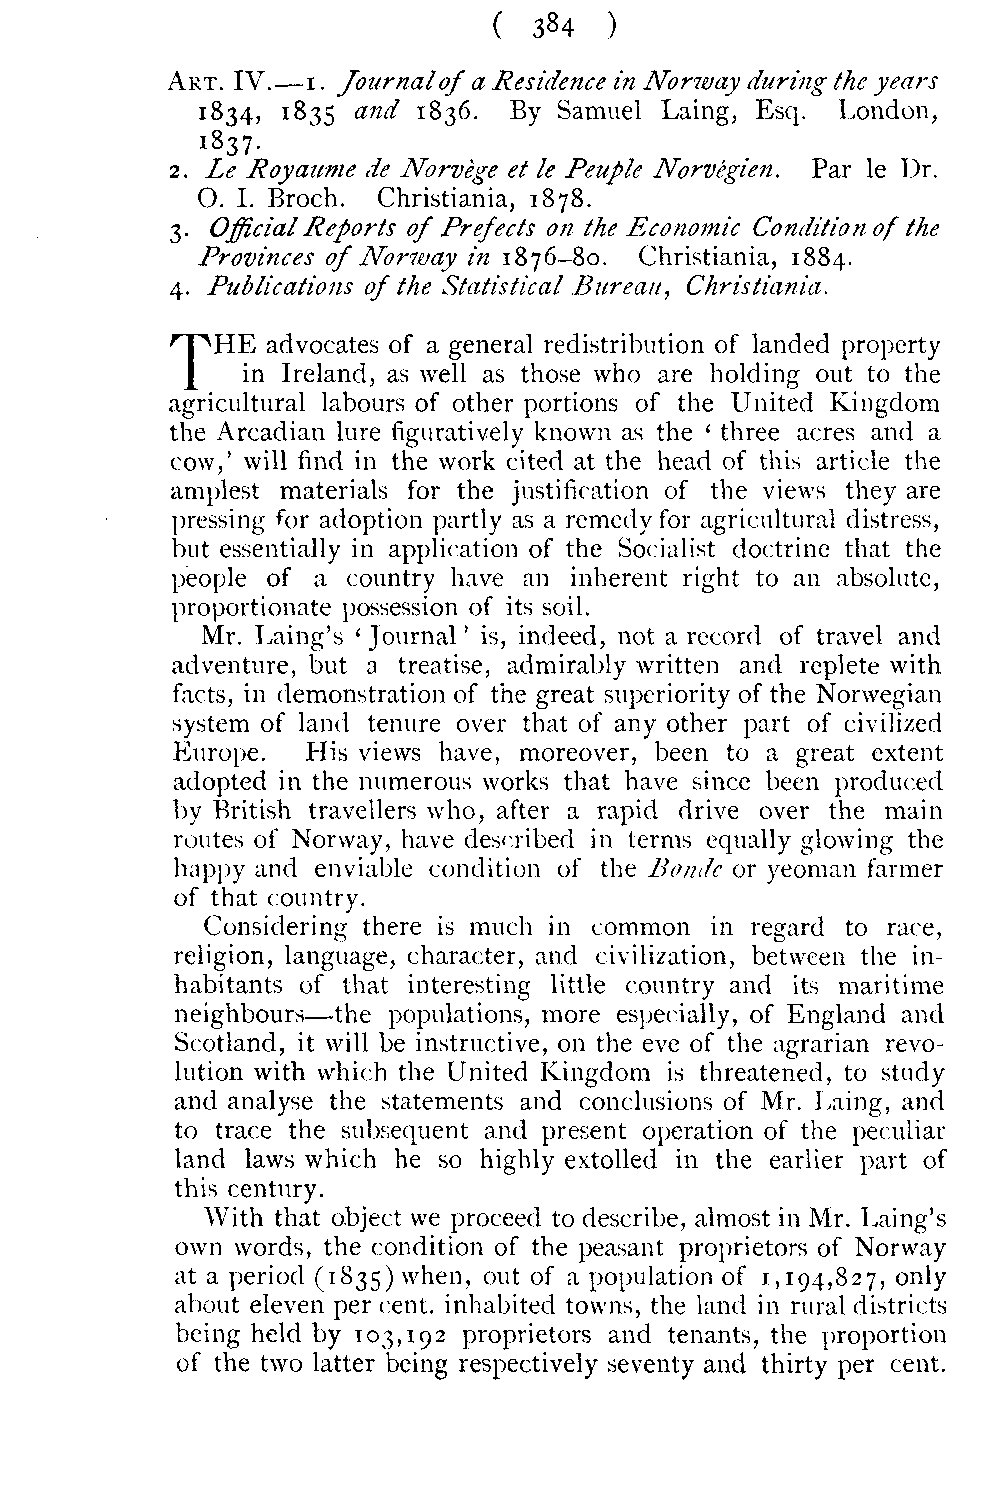 ( 384 )
ART. IV.—1. Journal of a Residence in Norway during the years
1834, 1835 and 1836. By Samuel Laing, Esq. London,
1837.
2. Le Royaume de Norvège et le Peuple Norvégien. Par le Dr.
O. I. Broch. Christiania, 1878.
3. Official Reports of Prefects on the Economic Condition of the
Provinces of Norway in 1876–80. Christiania, 1884.
4. Publications of the Statistical Bureau, Christiania.
THE advocates of a general redistribution of landed property
in Ireland, as well as those who are holding out to the
agricultural labours of other portions of the United Kingdom
the Arcadian lure figuratively known as the ‘ three acres and a
cow,’ will find in the work cited at the head of this article the
amplest materials for the justification of the views they are
pressing for adoption partly as a remedy for agricultural distress,
but essentially in application of the Socialist doctrine that the
people of a country have an inherent right to an absolute,
proportionate possession of its soil.
Mr. Laing’s ‘ Journal ’ is, indeed, not a record of travel and
adventure, but a treatise, admirably written and replete with
facts, in demonstration of the great superiority of the Norwegian
system of land tenure over that of any other part of civilized
Europe. His views have, moreover, been to a great extent
adopted in the numerous works that have since been produced
by British travellers who, after a rapid drive over the main
routes of Norway, have described in terms equally glowing the
happy and enviable condition of the Bonde or yeoman farmer
of that country.
Considering there is much in common in regard to race,
religion, language, character, and civilization, between the in-
habitants of that interesting little country and its maritime
neighbours—the populations, more especially, of England and
Scotland, it will be instructive, on the eve of the agrarian revo-
lution with which the United Kingdom is threatened, to study
and analyse the statements and conclusions of Mr. Laing, and
to trace the subsequent and present operation of the peculiar
land laws which he so highly extolled in the earlier part of
this century.
With that object we proceed to describe, almost in Mr. Laing’s
own words, the condition of the peasant proprietors of Norway
at a period (1835) when, out of a population of 1,194,827, only
about eleven per cent. inhabited towns, the land in rural districts
being held by 103,192 proprietors and tenants, the proportion
of the two latter being respectively seventy and thirty per cent.